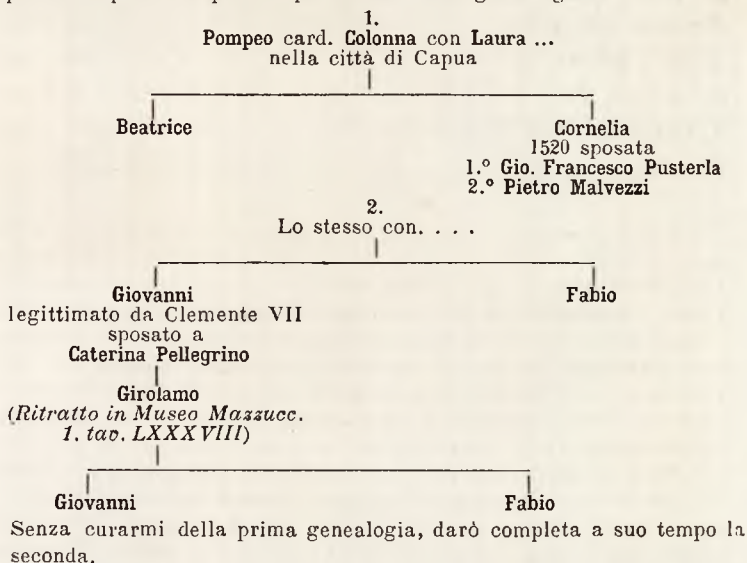 1.
Pompeo card. Colonna con Laura ...
nella città di Capua
Beatrice Cornelia
1520 sposata
1.º Gio. Francesco Pusterla
2.º Pietro Malvezzi
2.
Lo stesso con. . . .
Giovanni Fabio
legittimato da Clemente VII
sposato a
Caterina Pellegrino
Girolamo
(Ritratto in Museo Mazzucc.
1. tav. LXXXVIII)
Giovanni Fabio
Senza curarmi della prima genealogia, darò completa a suo tempo la
seconda.